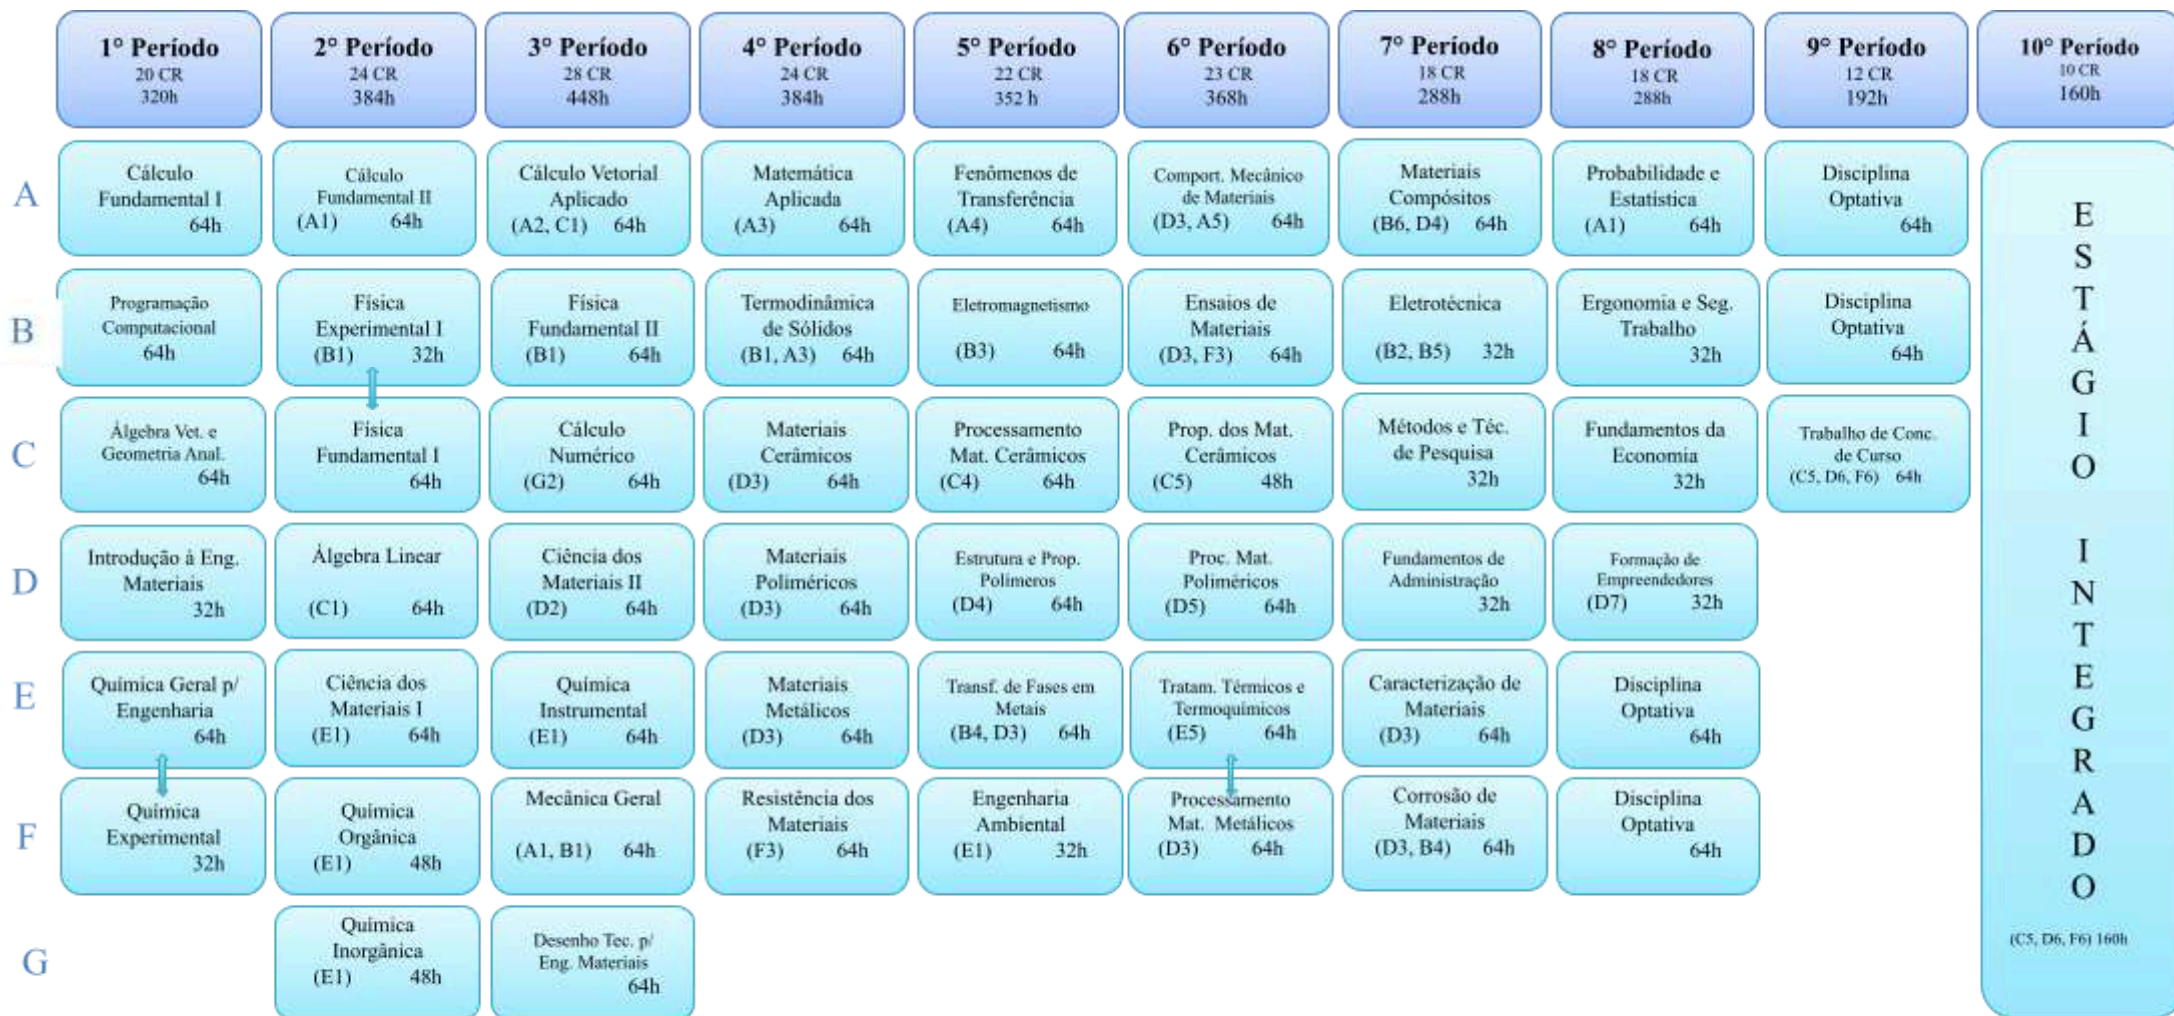 1° Período
20 CR
320h
2° Período
24 CR
384h
3° Período
28 CR
448h
4° Período
24 CR
384h
5° Período
22 CR
352 h
6° Período
23 CR
368h
7° Período
18 CR
288h
8° Período
18 CR
288h
9° Período
12 CR
192h
10° Período
10 CR
160h
A
Cálculo
Fundamental I
64h
Cálculo
Fundamental II
(A1) 64h
Cálculo Vetorial
Aplicado
(A2, C1) 64h
Matemática
Aplicada
(A3) 64h
Fenômenos de
Transferência
(A4) 64h
Comport. Mecânico
de Materiais
(D3, A5) 64h
Materiais
Compósitos
(B6, D4) 64h
Probabilidade e
Estatística
(A1) 64h
Disciplina
Optativa
64h
B
Programação
Computacional
64h
Física
Experimental I
(B1) 32h
Física
Fundamental II
(B1) 64h
Termodinâmica
de Sólidos
(B1, A3) 64h
Eletromagnetismo
(B3) 64h
Ensaios de
Materiais
(D3, F3) 64h
Eletrotécnica
(B2, B5) 32h
Ergonomia e Seg.
Trabalho
32h
Disciplina
Optativa
64h
C
Álgebra Vet. e
Geometria Anal.
64h
Física
Fundamental I
64h
Cálculo
Numérico
(G2) 64h
Materiais
Cerâmicos
(D3) 64h
Processamento
Mat. Cerâmicos
(C4) 64h
Prop. dos Mat.
Cerâmicos
(C5) 48h
Métodos e Téc.
de Pesquisa
32h
Fundamentos da
Economia
32h
Trabalho de Conc.
de Curso
(C5, D6, F6) 64h
D
Introdução à Eng.
Materiais
32h
Álgebra Linear
(C1) 64h
Ciência dos
Materiais II
(D2) 64h
Materiais
Poliméricos
(D3) 64h
Estrutura e Prop.
Polímeros
(D4) 64h
Proc. Mat.
Poliméricos
(D5) 64h
Fundamentos de
Administração
32h
Formação de
Empreendedores
(D7) 32h
E
Química Geral p/
Engenharia
64h
Ciência dos
Materiais I
(E1) 64h
Química
Instrumental
(E1) 64h
Materiais
Metálicos
(D3) 64h
Transf. de Fases em
Metais
(B4, D3) 64h
Tratam. Térmicos e
Termoquímicos
(E5) 64h
Caracterização de
Materiais
(D3) 64h
Disciplina
Optativa
64h
F
Química
Experimental
32h
Química
Orgânica
(E1) 48h
Mecânica Geral
(A1, B1) 64h
Resistência dos
Materiais
(F3) 64h
Engenharia
Ambiental
(E1) 32h
Processamento
Mat. Metálicos
(D3) 64h
Corrosão de
Materiais
(D3, B4) 64h
Disciplina
Optativa
64h
G
Química
Inorgânica
(E1) 48h
Desenho Tec. p/
Eng. Materiais
64h
ESTÁGIO INTEGRADO
(C5, D6, F6) 160h